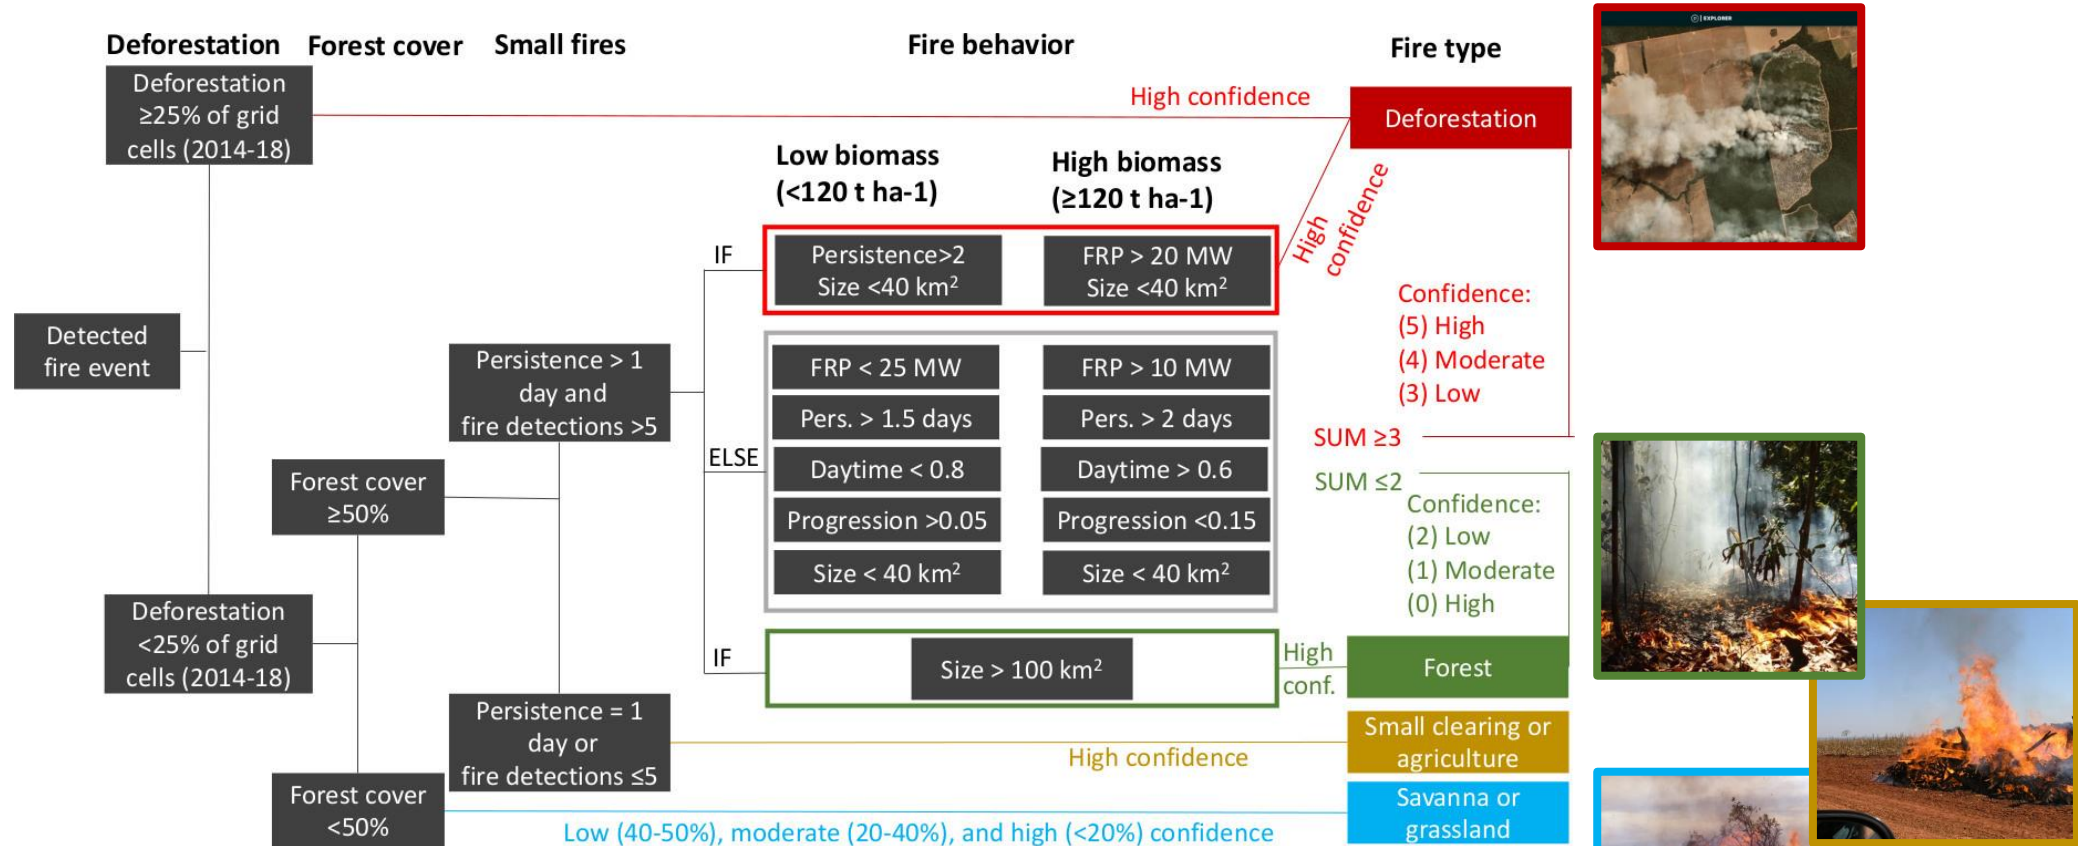 EXPLORER
Deforestation
Forest cover
Small fires
Fire behavior
Fire type
Deforestation
≥25% of grid
cells (2014-18)
High confidence
Deforestation
Low biomass
(<120 t ha-1)
High biomass
(≥120 t ha-1)
High
confidence
IF
Persistence>2
Size <40 km²
FRP > 20 MW
Size <40 km²
Confidence:
(5) High
(4) Moderate
(3) Low
Detected
fire event
Persistence > 1
day and
fire detections >5
FRP < 25 MW
FRP > 10 MW
Pers. > 1.5 days
Pers. > 2 days
SUM ≥3
ELSE
Daytime < 0.8
Daytime > 0.6
SUM ≤2
Forest cover
≥50%
Progression >0.05
Progression <0.15
Confidence:
(2) Low
(1) Moderate
(0) High
Size < 40 km²
Size < 40 km²
Deforestation
<25% of grid
cells (2014-18)
IF
Size > 100 km²
High
conf.
Forest
Persistence = 1
day or
fire detections ≤5
High confidence
Small clearing or
agriculture
Forest cover
<50%
Low (40-50%), moderate (20-40%), and high (<20%) confidence
Savanna or
grassland